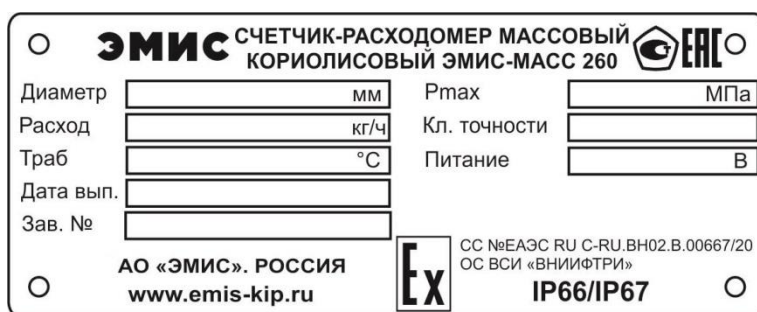 ЭМИС СЧЕТЧИК-РАСХОДОМЕР МАССОВЫЙ
КОРИОЛИСОВЫЙ ЭМИС-МАСС 260
ЕАС
Диаметр мм
Расход кг/ч
Траб °C
Дата вып.
Зав. №
Pmax МПа
Кл. точности
Питание В
АО «ЭМИС». РОССИЯ
www.emis-kip.ru
Ex
СС №ЕАЭС RU C-RU.ВН02.В.00667/20
ОС ВСИ «ВНИИФТРИ»
IP66/IP67